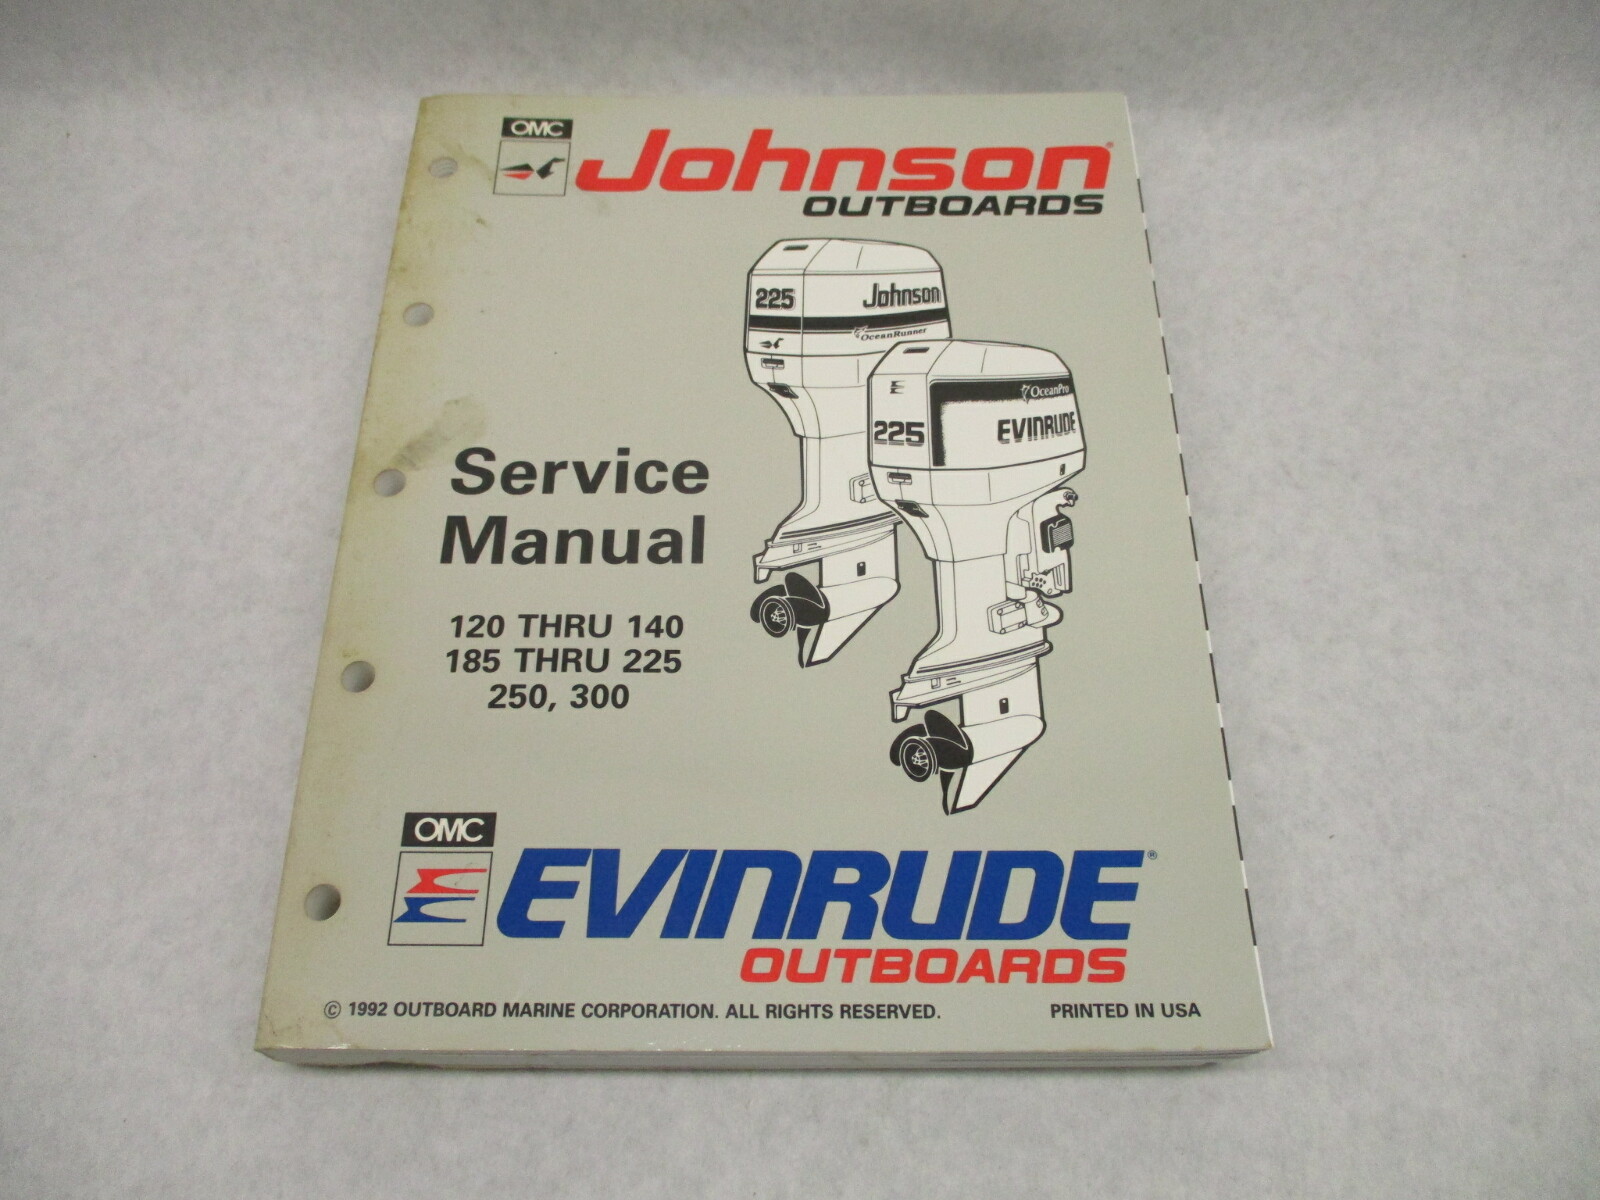 OMC
Johnson®
OUTBOARDS
225 Johnson
OceanRunner
OceanPro
225 EVINRUDE
Service
Manual
120 THRU 140
185 THRU 225
250, 300
OMC
EVINRUDE®
OUTBOARDS
© 1992 OUTBOARD MARINE CORPORATION. ALL RIGHTS RESERVED. PRINTED IN USA